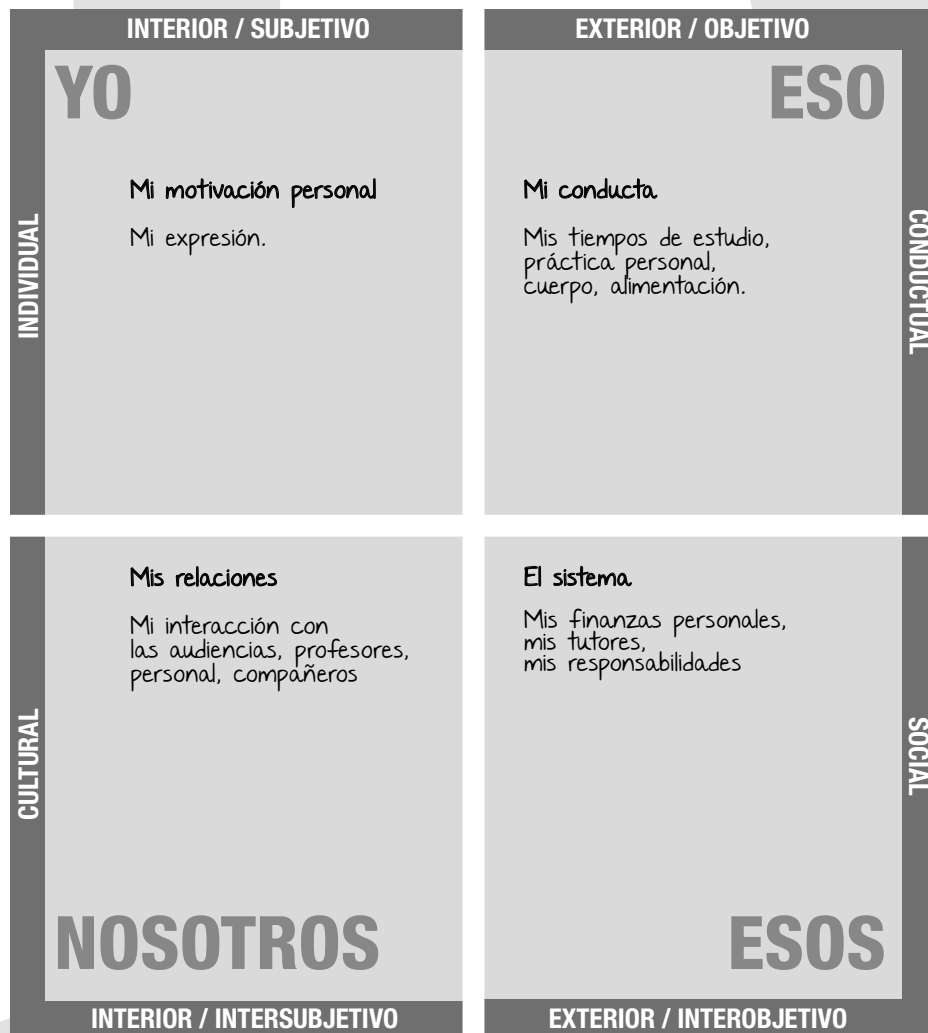 INTERIOR / SUBJETIVO
YO
INDIVIDUAL
Mi motivación personal
Mi expresión.
EXTERIOR / OBJETIVO
ESO
CONDUCTUAL
Mi conducta
Mis tiempos de estudio,
práctica personal,
cuerpo, alimentación.
CULTURAL
Mis relaciones
Mi interacción con
las audiencias, profesores,
personal, compañeros
NOSOTROS
INTERIOR / INTERSUBJETIVO
El sistema
Mis finanzas personales,
mis tutores,
mis responsabilidades
SOCIAL
ESOS
EXTERIOR / INTEROBJETIVO